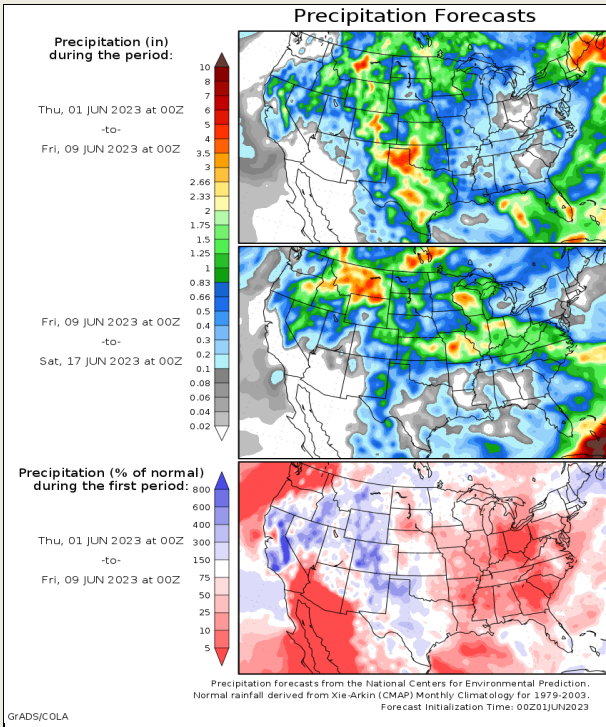 Precipitation Forecasts
Precipitation (in)
during the period:
Thu, 01 JUN 2023 at 00Z
-to-
Fri, 09 JUN 2023 at 00Z
10
8
7
6
5
4
3.5
3
2.66
2.33
2
1.75
1.5
1.25
1
0.83
0.66
0.5
0.4
0.3
0.2
0.1
0.08
0.06
0.04
0.02
Fri, 09 JUN 2023 at 00Z
-to-
Sat, 17 JUN 2023 at 00Z
Precipitation (% of normal)
during the first period:
Thu, 01 JUN 2023 at 00Z
-to-
Fri, 09 JUN 2023 at 00Z
800
600
400
300
150
75
50
25
10
5
Precipitation forecasts from the National Centers for Environmental Prediction.
Normal rainfall derived from Xie-Arkin (CMAP) Monthly Climatology for 1979-2003.
Forecast Initialization Time: 00Z01JUN2023
GrADS/COLA